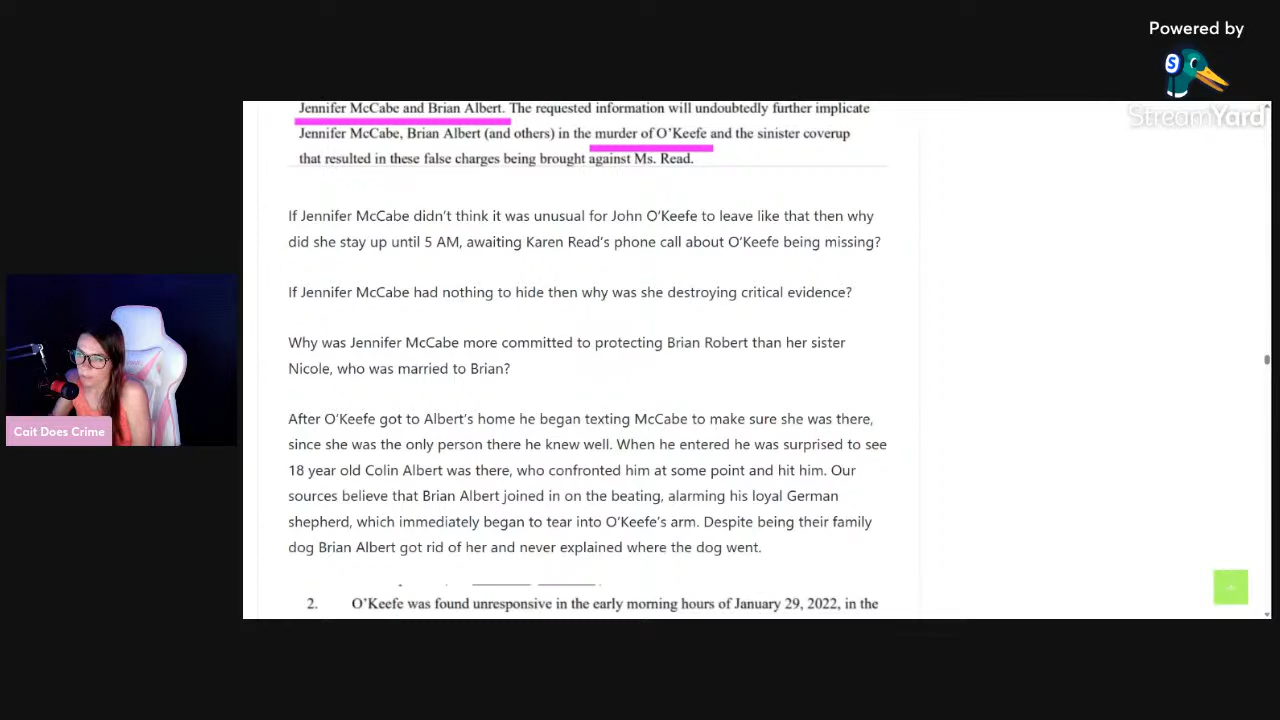 Powered by
S
StreamYard
Jennifer McCabe and Brian Albert. The requested information will undoubtedly further implicate
Jennifer McCabe, Brian Albert (and others) in the murder of O'Keefe and the sinister coverup
that resulted in these false charges being brought against Ms. Read.
If Jennifer McCabe didn't think it was unusual for John O'Keefe to leave like that then why
did she stay up until 5 AM, awaiting Karen Read's phone call about O'Keefe being missing?
If Jennifer McCabe had nothing to hide then why was she destroying critical evidence?
Why was Jennifer McCabe more committed to protecting Brian Robert than her sister
Nicole, who was married to Brian?
After O'Keefe got to Albert's home he began texting McCabe to make sure she was there,
since she was the only person there he knew well. When he entered he was surprised to see
18 year old Colin Albert was there, who confronted him at some point and hit him. Our
sources believe that Brian Albert joined in on the beating, alarming his loyal German
shepherd, which immediately began to tear into O'Keefe's arm. Despite being their family
dog Brian Albert got rid of her and never explained where the dog went.
2. O'Keefe was found unresponsive in the early morning hours of January 29, 2022, in the
Cait Does Crime